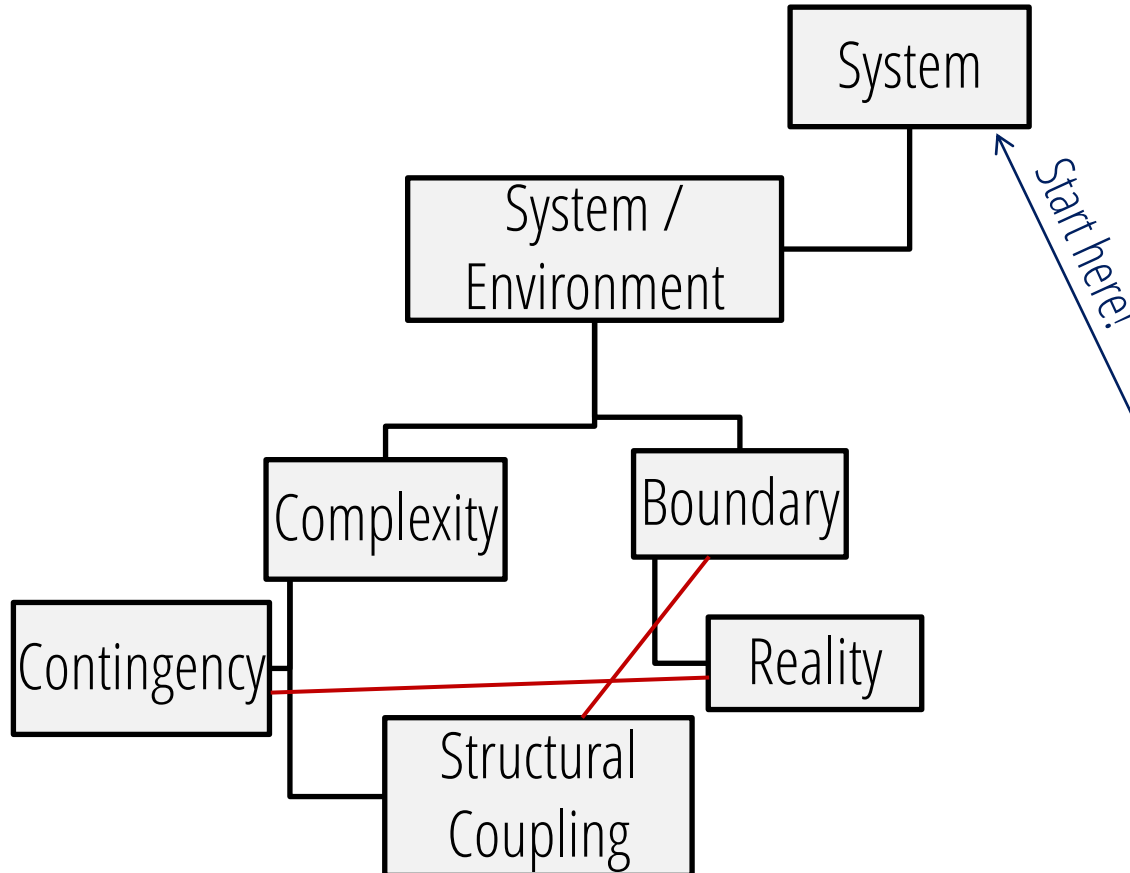 System
Start here!
System /
Environment
Complexity
Boundary
Contingency
Reality
Structural
Coupling